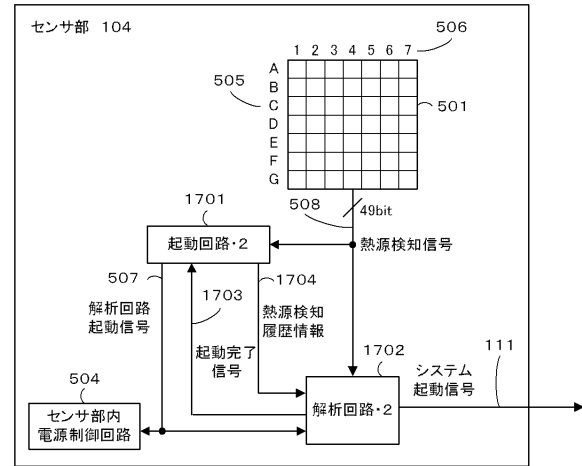 センサ部 104
1 2 3 4 5 6 7
506
A
B
C
D
E
F
G
505
501
508
49bit
熱源検知信号
1701
起動回路・2
507
解析回路
起動信号
1703
起動完了
信号
1704
熱源検知
履歴情報
1702
解析回路・2
システム
起動信号
111
504
センサ部内
電源制御回路